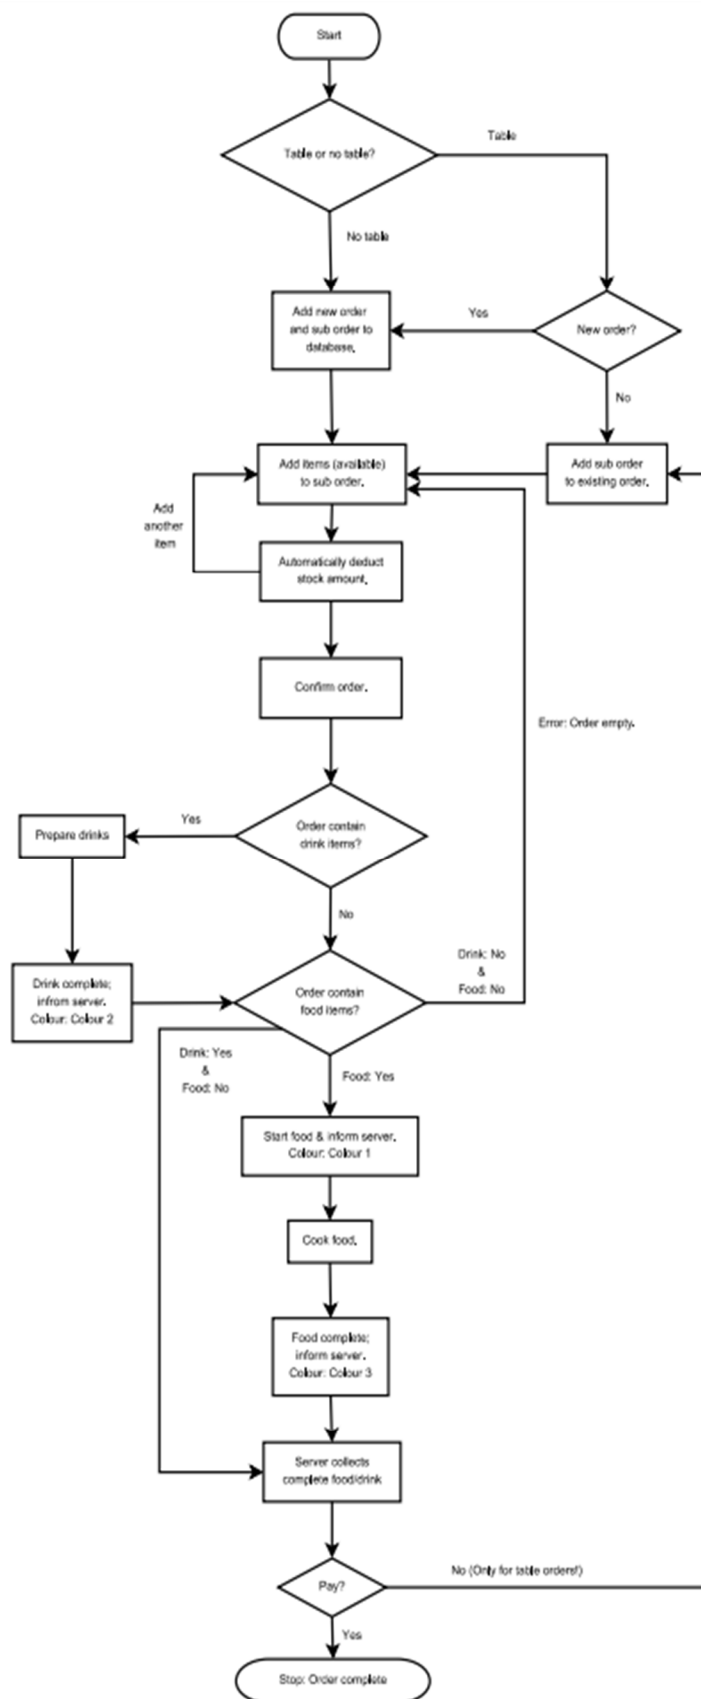 Start
Table or no table?
Table
No table
Add new order
and sub order to
database.
Yes
New order?
No
Add items (available)
to sub order.
Add sub order
to existing order.
Add
another
item
Automatically deduct
stock amount.
Confirm order.
Error: Order empty.
Order contain
drink items?
Yes
Prepare drinks
No
Drink complete;
infrom server.
Colour: Colour 2
Order contain
food items?
Drink: No
&
Food: No
Drink: Yes
&
Food: No
Food: Yes
Start food & inform server.
Colour: Colour 1
Cook food.
Food complete;
inform server.
Colour: Colour 3
Server collects
complete food/drink
Pay?
No (Only for table orders!)
Yes
Stop: Order complete